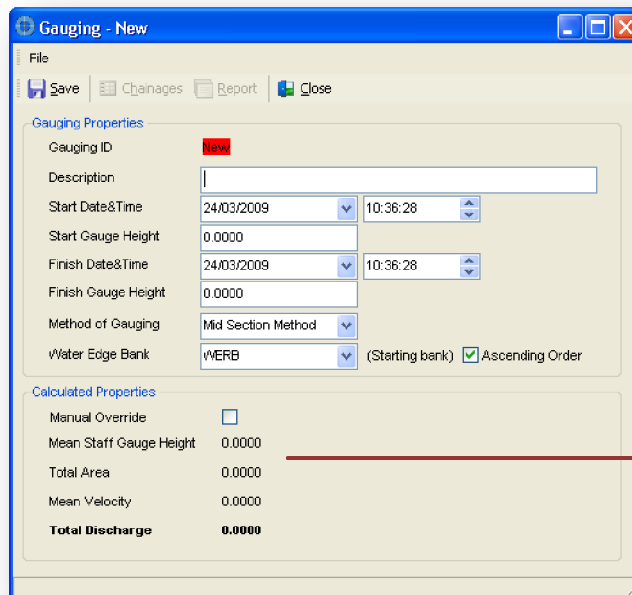 Gauging - New
File
Save Chainages Report Close
Gauging Properties
Gauging ID New
Description
Start Date&Time 24/03/2009 10:36:28
Start Gauge Height 0.0000
Finish Date&Time 24/03/2009 10:36:28
Finish Gauge Height 0.0000
Method of Gauging Mid Section Method
Water Edge Bank WERB (Starting bank) Ascending Order
Calculated Properties
Manual Override
Mean Staff Gauge Height 0.0000
Total Area 0.0000
Mean Velocity 0.0000
Total Discharge 0.0000